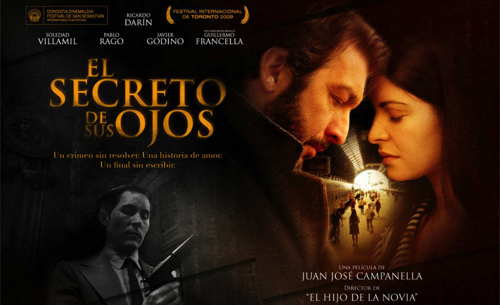 DONOSTIA ZINEMALDIA
FESTIVAL DE SAN SEBASTIAN
RICARDO
DARÍN
FESTIVAL INTERNACIONAL
DE TORONTO 2009
SOLEDAD
VILLAMIL
PABLO
RAGO
JAVIER
GODINO
GUILLERMO
FRANCELLA
EL
SECRETO
DE
SUS OJOS
Un crimen sin resolver. Una historia de amor.
Un final sin escribir.
UNA PELÍCULA DE
JUAN JOSÉ CAMPANELLA
DIRECTOR DE
"EL HIJO DE LA NOVIA"